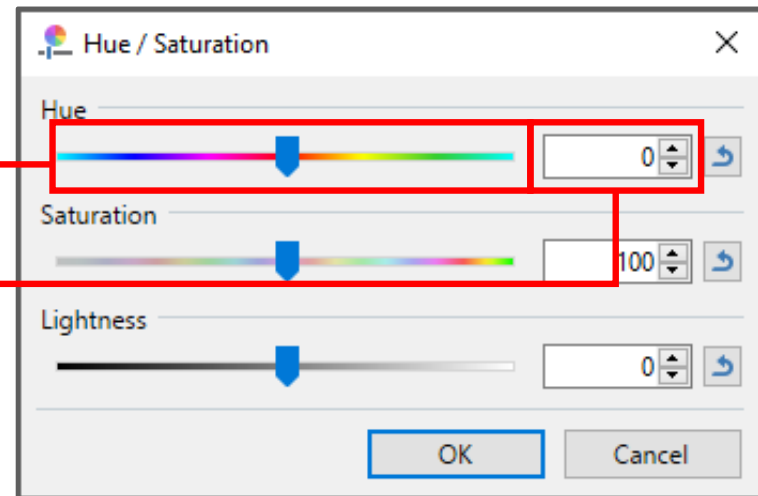 Hue / Saturation
Hue
0
Saturation
100
Lightness
0
OK Cancel